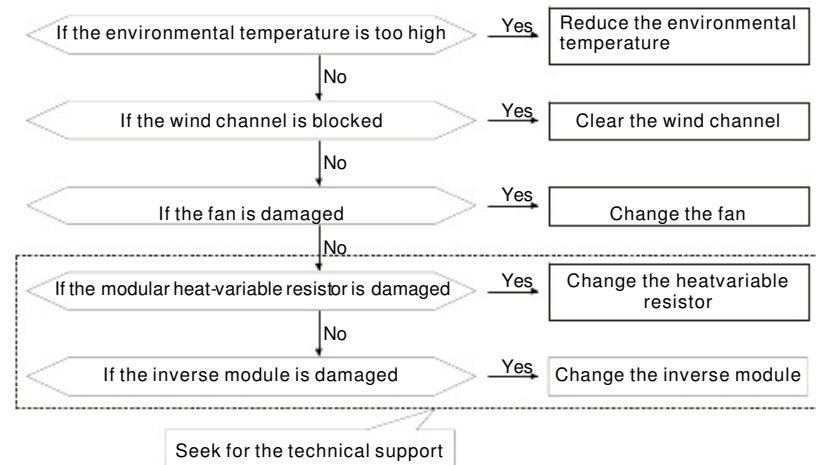 If the environmental temperature is too high
Yes
Reduce the environmental
temperature
No
If the wind channel is blocked
Yes
Clear the wind channel
No
If the fan is damaged
Yes
Change the fan
No
If the modular heat-variable resistor is damaged
Yes
Change the heatvariable
resistor
No
If the inverse module is damaged
Yes
Change the inverse module
Seek for the technical support